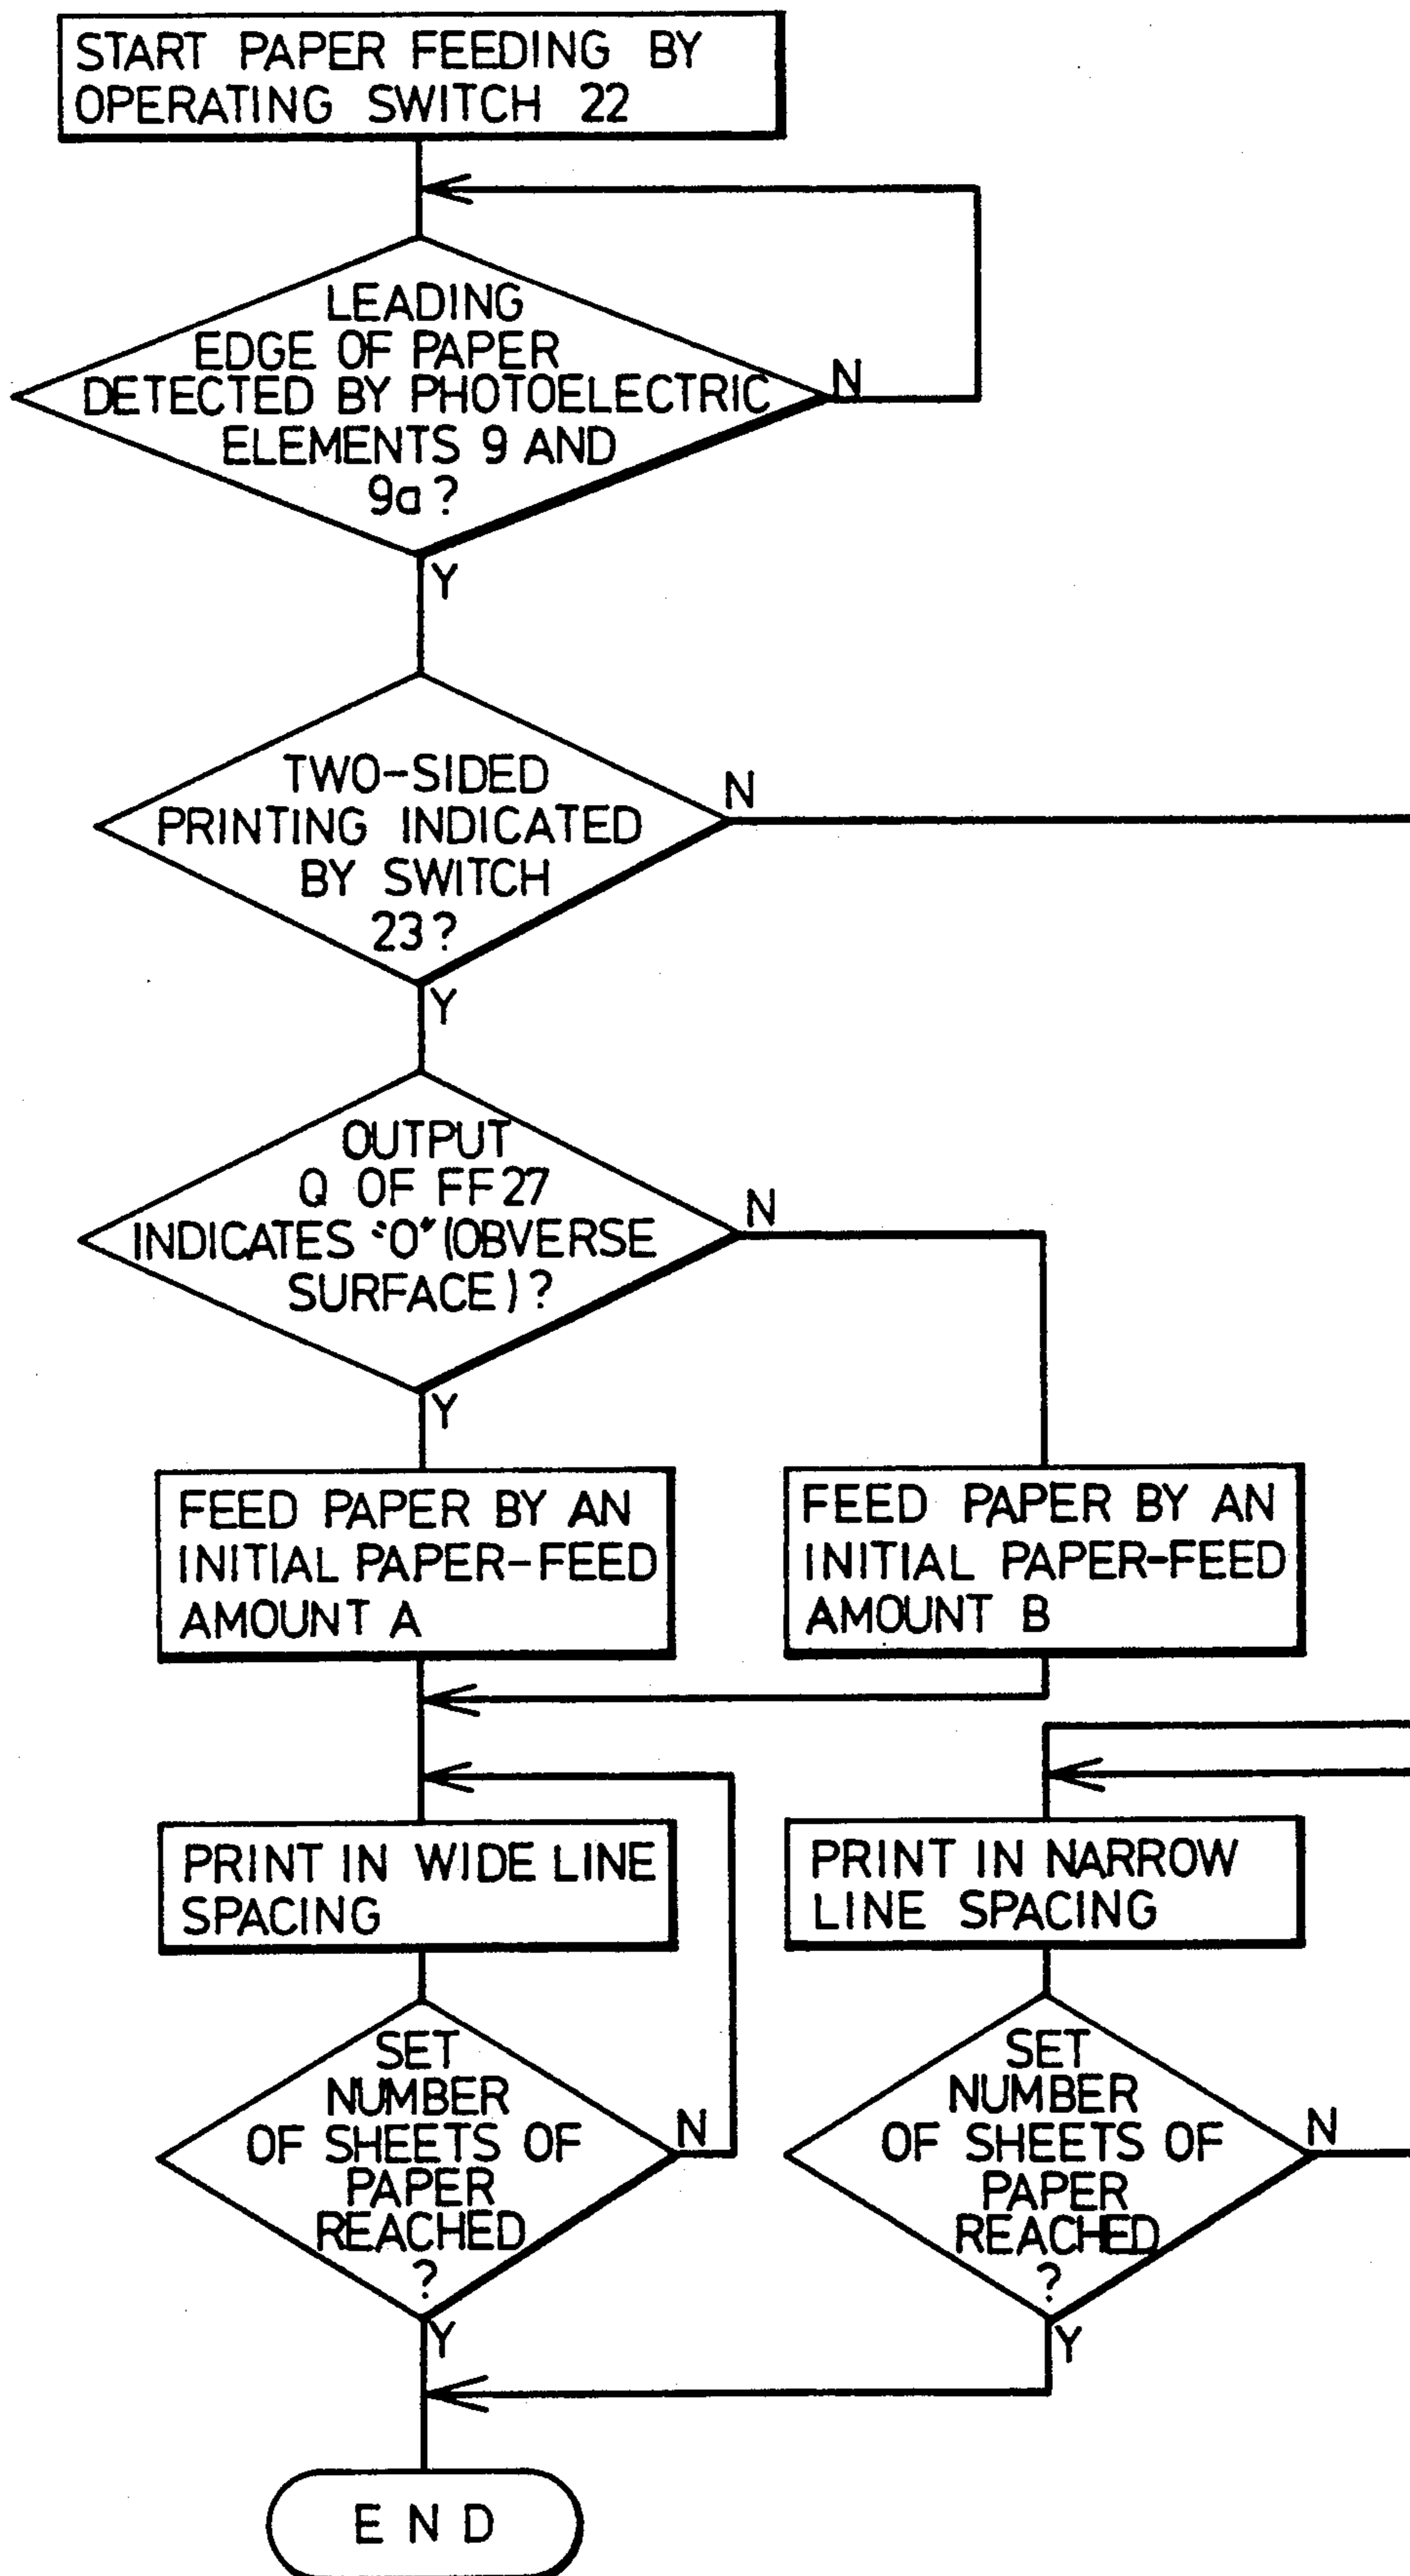 START PAPER FEEDING BY
OPERATING SWITCH 22
LEADING
EDGE OF PAPER
DETECTED BY PHOTOELECTRIC
ELEMENTS 9 AND
9a?
N
Y
TWO-SIDED
PRINTING INDICATED
BY SWITCH
23?
N
Y
OUTPUT
Q OF FF27
INDICATES "0" (OBVERSE
SURFACE)?
N
Y
FEED PAPER BY AN
INITIAL PAPER-FEED
AMOUNT A
FEED PAPER BY AN
INITIAL PAPER-FEED
AMOUNT B
PRINT IN WIDE LINE
SPACING
PRINT IN NARROW
LINE SPACING
SET
NUMBER
OF SHEETS OF
PAPER
REACHED
?
N
Y
SET
NUMBER
OF SHEETS OF
PAPER
REACHED
?
N
Y
END